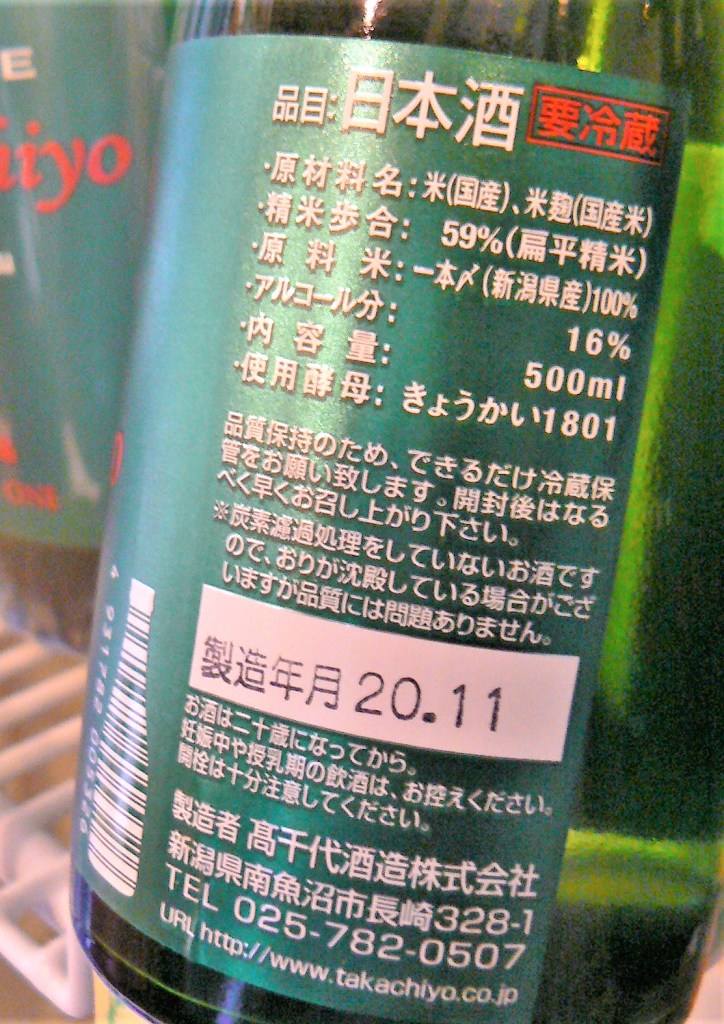 E
hiyo
ONE
品目:日本酒 要冷蔵
・原材料名:米(国産)、米麹(国産米)
・精米歩合: 59%(扁平精米)
・原料米:一本〆(新潟県産)100%
・アルコール分: 16%
・内容量: 500ml
・使用酵母:きょうかい1801
品質保持のため、できるだけ冷蔵保
管をお願い致します。開封後はなる
べく早くお召し上がり下さい。
※炭素濾過処理をしていないお酒です
ので、おりが沈殿している場合がござ
いますが品質には問題ありません。
製造年月20.11
お酒は二十歳になってから。
妊娠中や授乳期の飲酒は、お控えください。
開栓は十分注意してください。
製造者 髙千代酒造株式会社
新潟県南魚沼市長崎328-1
TEL 025-782-0507
URL http://www.takachiyo.co.jp